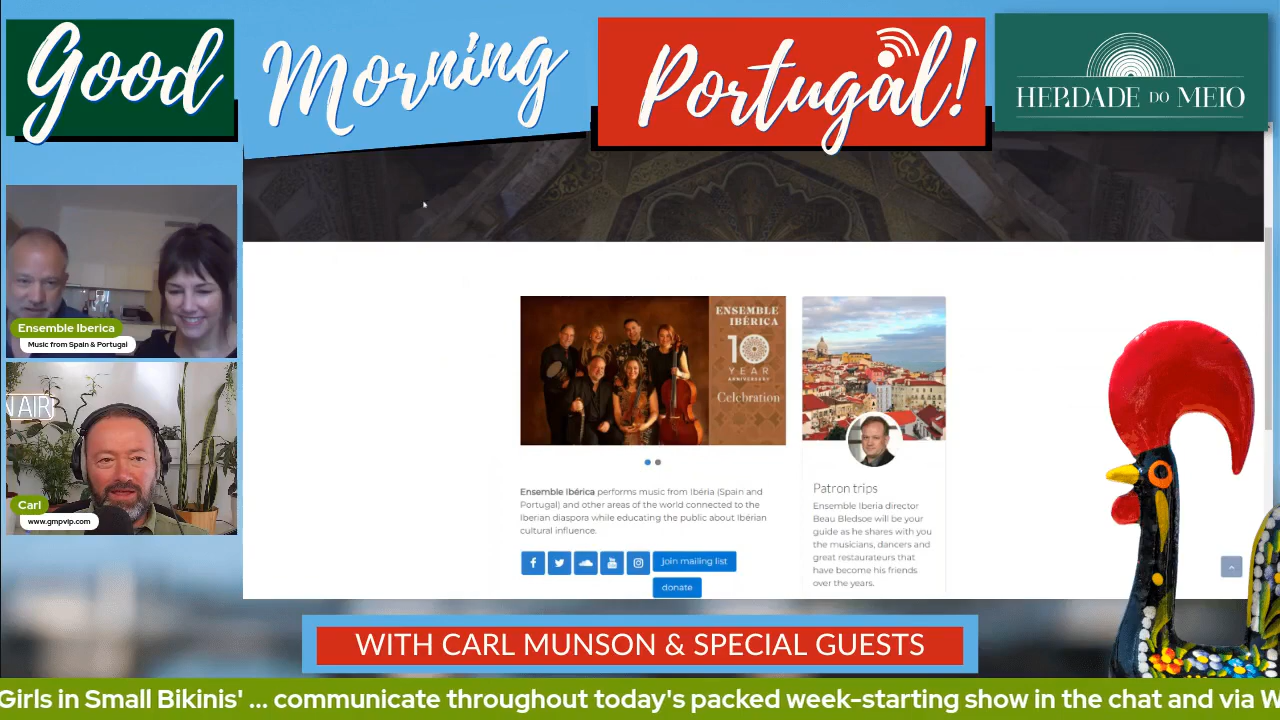 Good
Morning
Portugal!
HERDADE DO MEIO
Ensemble Iberica
Music from Spain & Portugal
N AIR
Carl
www.gmpvip.com
ENSEMBLE
IBÉRICA
10
YEAR
ANNIVERSARY
Celebration
Ensemble Ibérica performs music from Ibéria (Spain and
Portugal) and other areas of the world connected to the
Iberian diaspora while educating the public about Ibérian
cultural influence.
join mailing list
donate
Patron trips
Ensemble Iberia director
Beau Bledsoe will be your
guide as he shares with you
the musicians, dancers and
great restaurateurs that
have become his friends
over the years.
WITH CARL MUNSON & SPECIAL GUESTS
Girls in Small Bikinis' ... communicate throughout today's packed week-starting show in the chat and via W